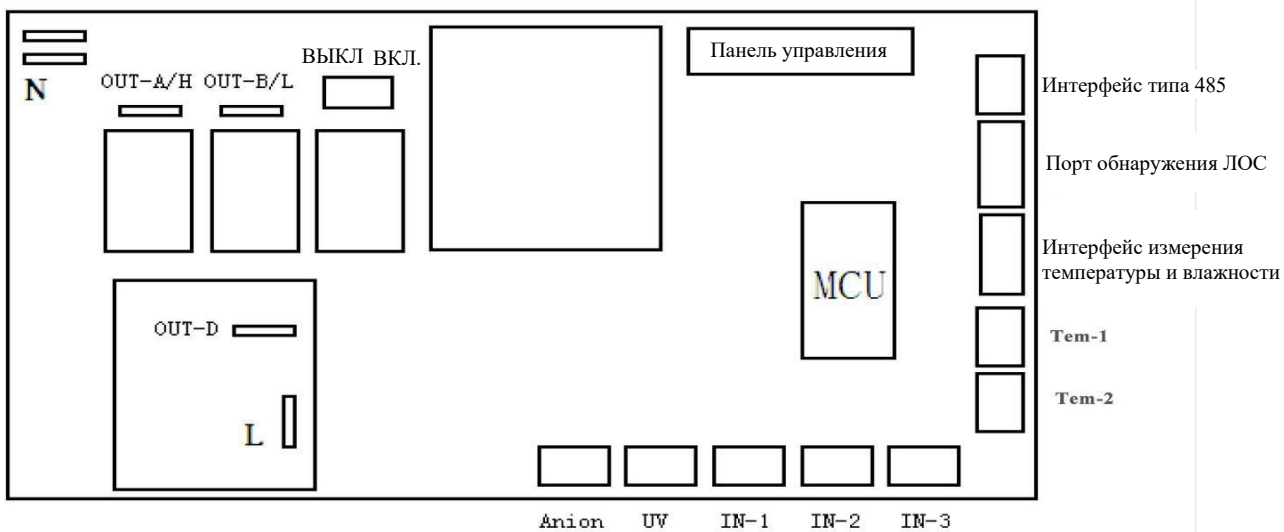 N
OUT-A/H
OUT-B/L
ВЫКЛ ВКЛ.
Панель управления
Интерфейс типа 485
Порт обнаружения ЛОС
Интерфейс измерения
температуры и влажности
MCU
OUT-D
L
Tem-1
Tem-2
Anion
UV
IN-1
IN-2
IN-3